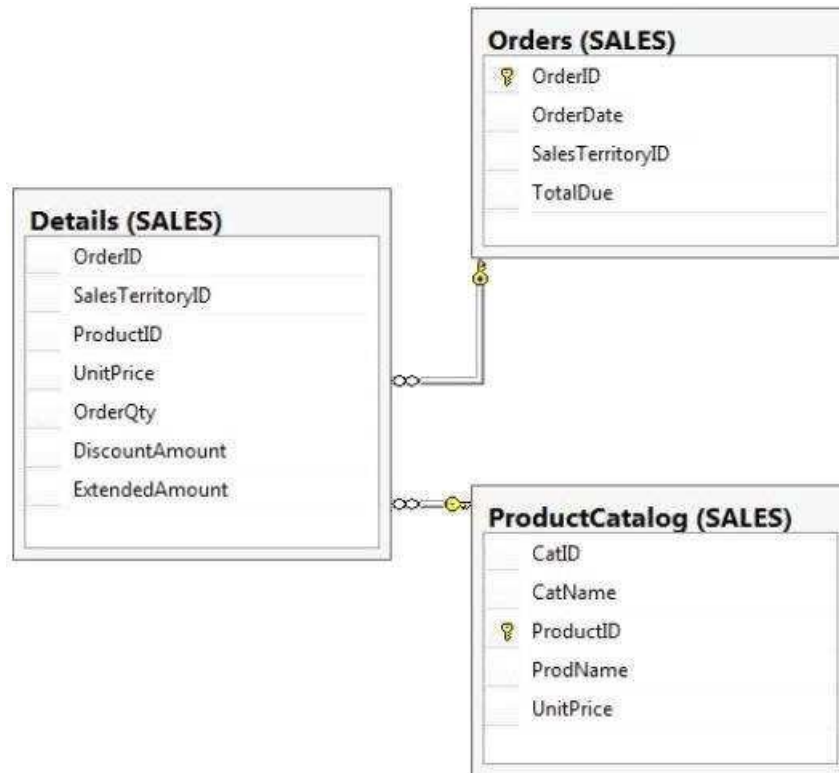 Orders (SALES)
OrderID
OrderDate
SalesTerritoryID
TotalDue
Details (SALES)
OrderID
SalesTerritoryID
ProductID
UnitPrice
OrderQty
DiscountAmount
ExtendedAmount
ProductCatalog (SALES)
CatID
CatName
ProductID
ProdName
UnitPrice